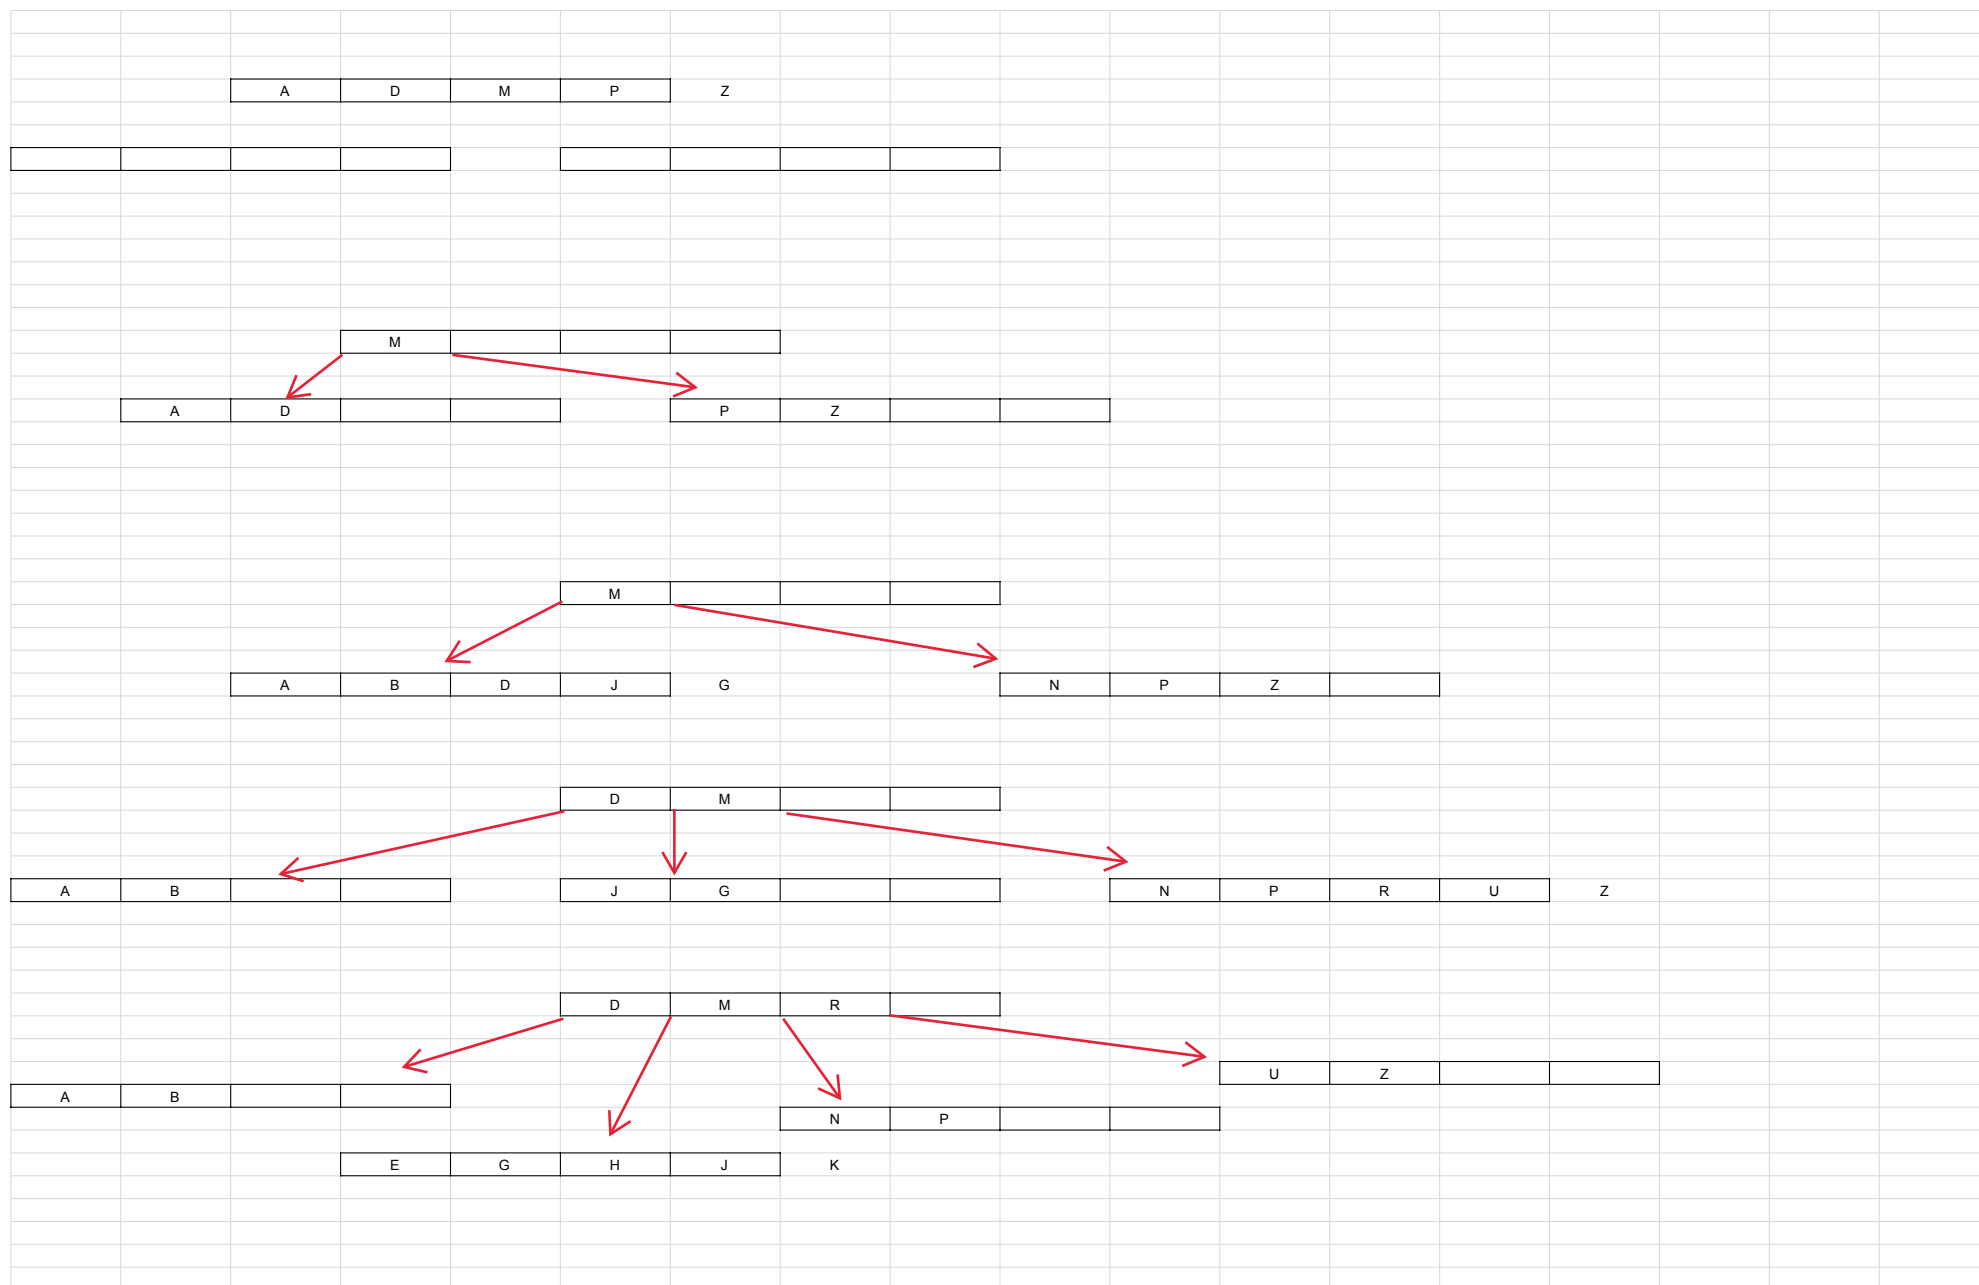 A D M P Z
M
A D P Z
M
A B D J G N P Z
D M
A B J G N P R U Z
D M R
U Z
A B
N P
E G H J K